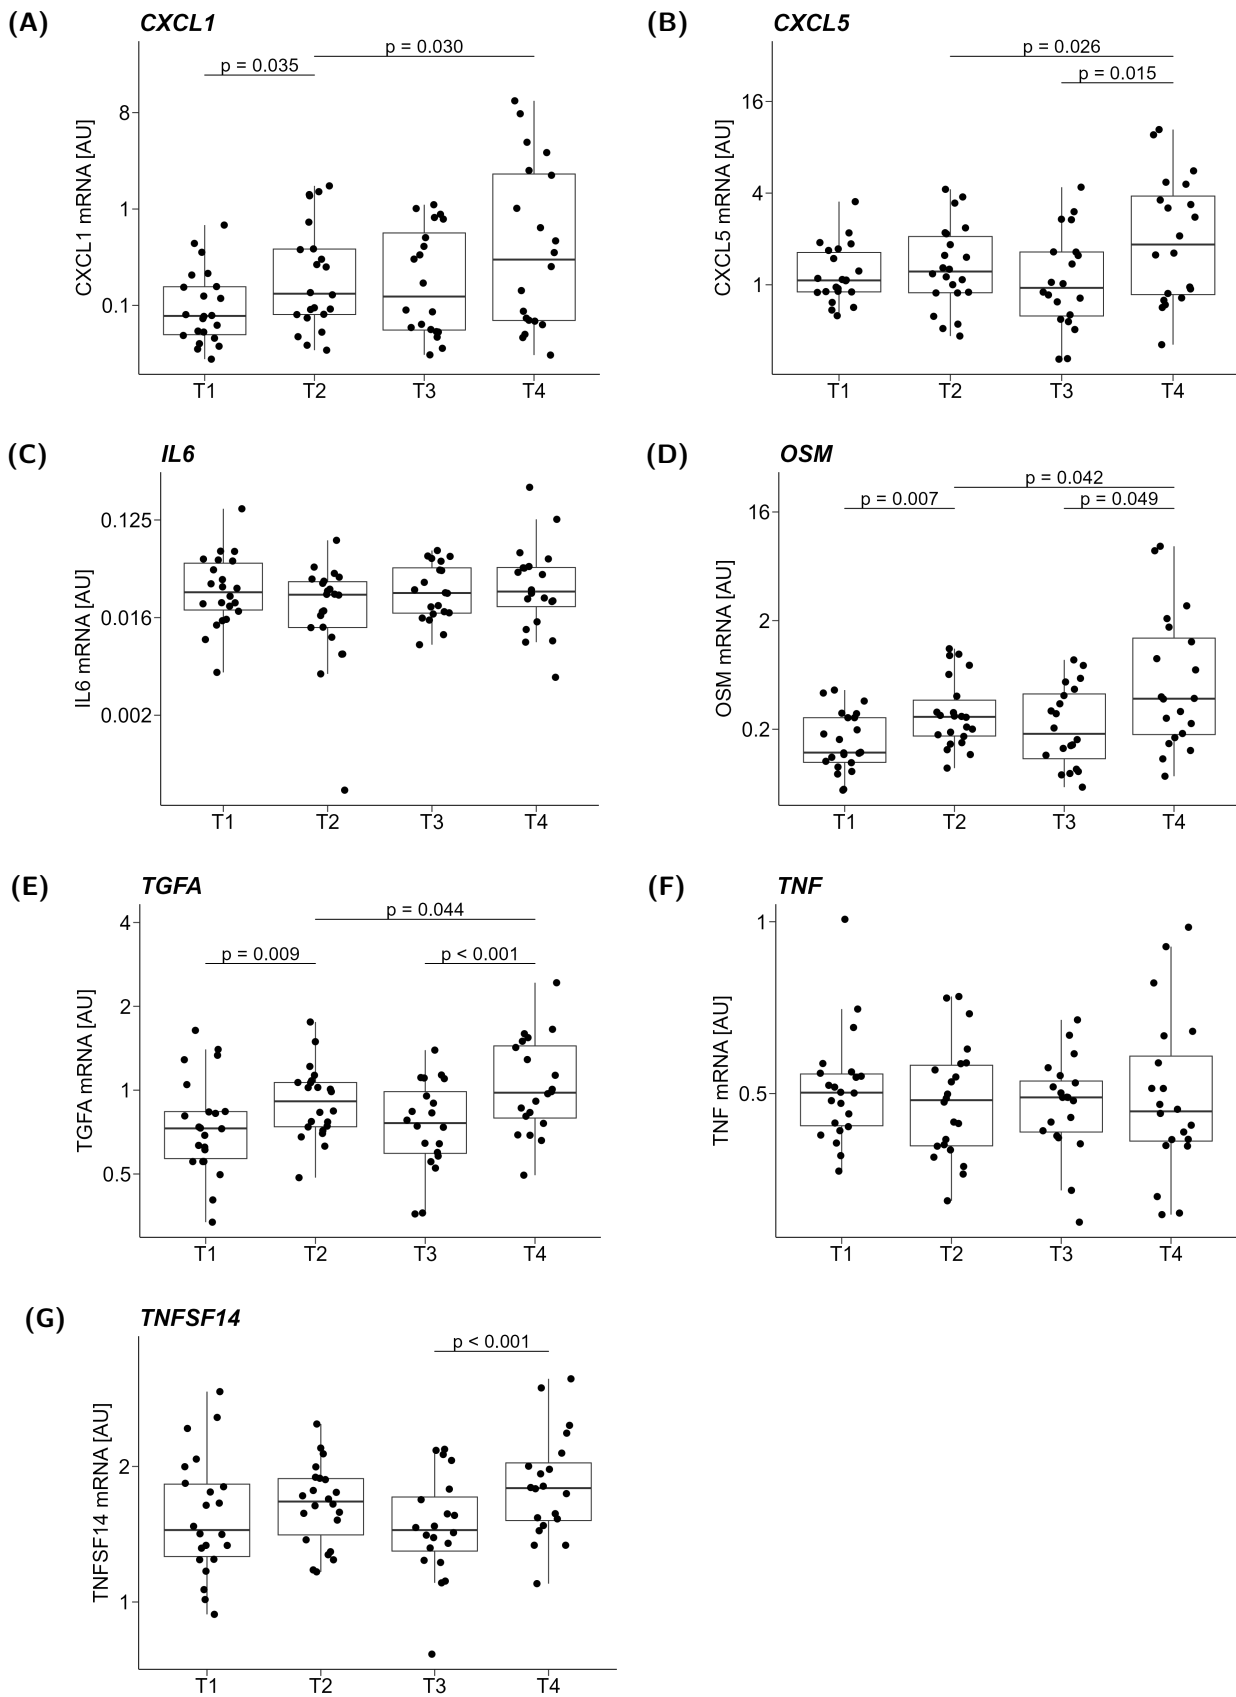 (A) CXCL1
p = 0.030
p = 0.035
CXCL1 mRNA [AU]
8
1
0.1
T1 T2 T3 T4
(B) CXCL5
p = 0.026
p = 0.015
CXCL5 mRNA [AU]
16
4
1
T1 T2 T3 T4
(C) IL6
IL6 mRNA [AU]
0.125
0.016
0.002
T1 T2 T3 T4
(D) OSM
p = 0.042
p = 0.007 p = 0.049
OSM mRNA [AU]
16
2
0.2
T1 T2 T3 T4
(E) TGFA
p = 0.044
p = 0.009 p < 0.001
TGFA mRNA [AU]
4
2
1
0.5
T1 T2 T3 T4
(F) TNF
TNF mRNA [AU]
1
0.5
T1 T2 T3 T4
(G) TNFSF14
p < 0.001
TNFSF14 mRNA [AU]
2
1
T1 T2 T3 T4